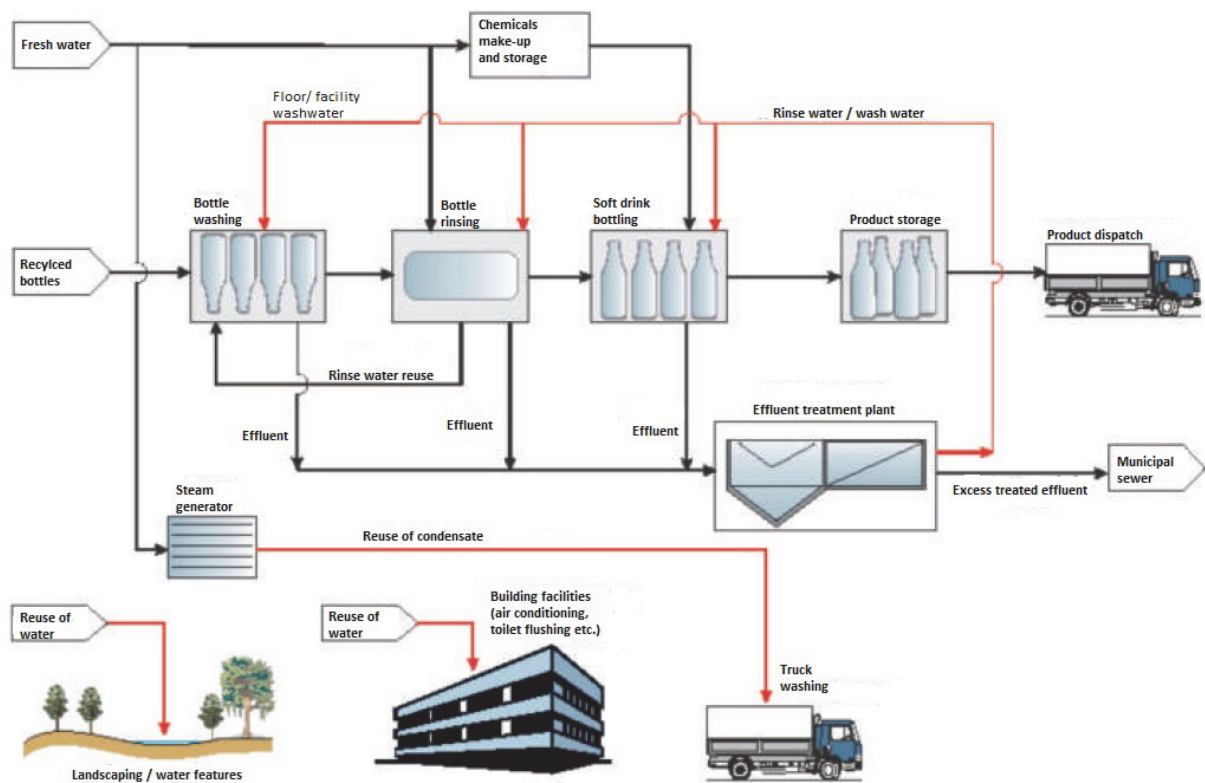 Fresh water
Chemicals
make-up
and storage
Floor/ facility
washwater
Rinse water / wash water
Bottle
washing
Bottle
rinsing
Soft drink
bottling
Product storage
Product dispatch
Recylced
bottles
Rinse water reuse
Effluent
Effluent
Effluent
Effluent treatment plant
Excess treated effluent
Municipal
sewer
Steam
generator
Reuse of condensate
Reuse of
water
Reuse of
water
Building facilities
(air conditioning,
toilet flushing etc.)
Truck
washing
Landscaping / water features